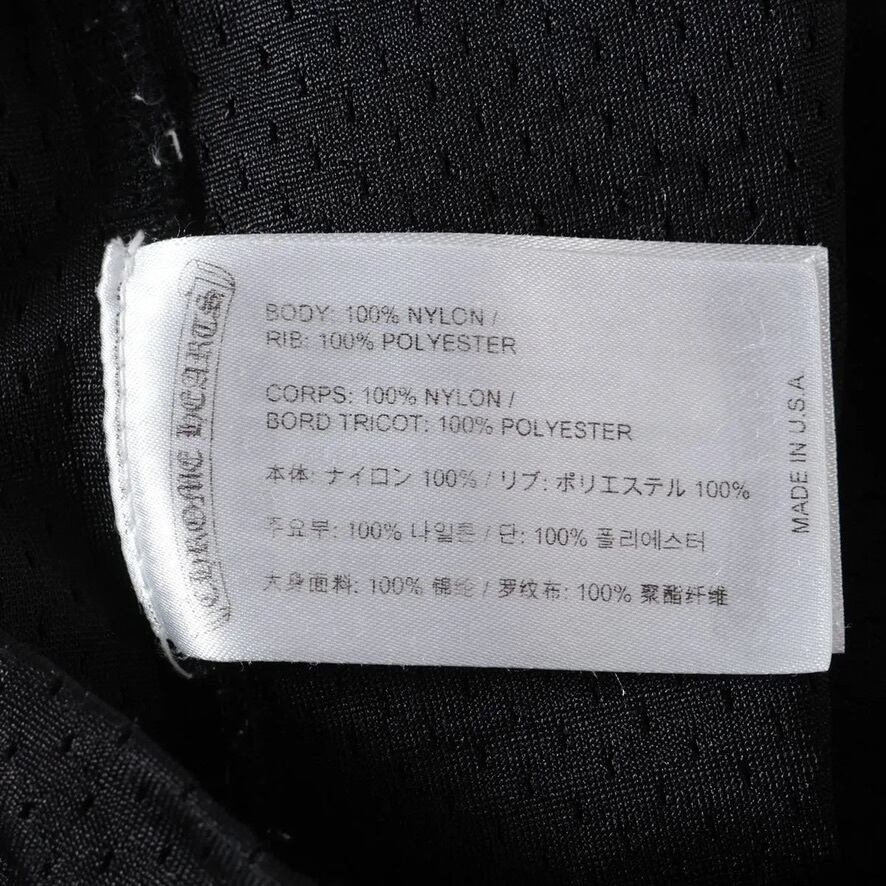 CHROME HEARTS
BODY: 100% NYLON /
RIB: 100% POLYESTER
CORPS: 100% NYLON /
BORD TRICOT: 100% POLYESTER
本体: ナイロン 100% / リブ: ポリエステル 100%
주요부: 100% 나일론 / 단: 100% 폴리에스터
大身面料: 100% 锦纶 / 罗纹布: 100% 聚酯纤维
MADE IN U.S.A.